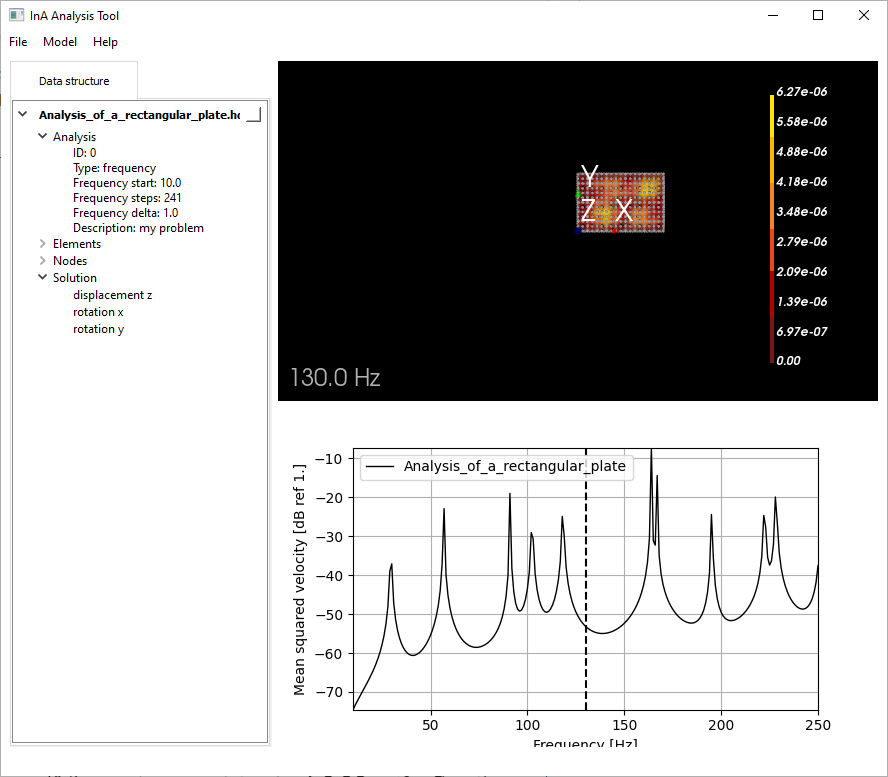 InA Analysis Tool
File Model Help
Data structure
Analysis_of_a_rectangular_plate.hd
Analysis
ID: 0
Type: frequency
Frequency start: 10.0
Frequency steps: 241
Frequency delta: 1.0
Description: my problem
Elements
Nodes
Solution
displacement z
rotation x
rotation y
Y
Z X
6.27e-06
5.58e-06
4.88e-06
4.18e-06
3.48e-06
2.79e-06
2.09e-06
1.39e-06
6.97e-07
0.00
130.0 Hz
Analysis_of_a_rectangular_plate
Mean squared velocity [dB ref 1.]
−10
−20
−30
−40
−50
−60
−70
50 100 150 200 250
Frequency [Hz]